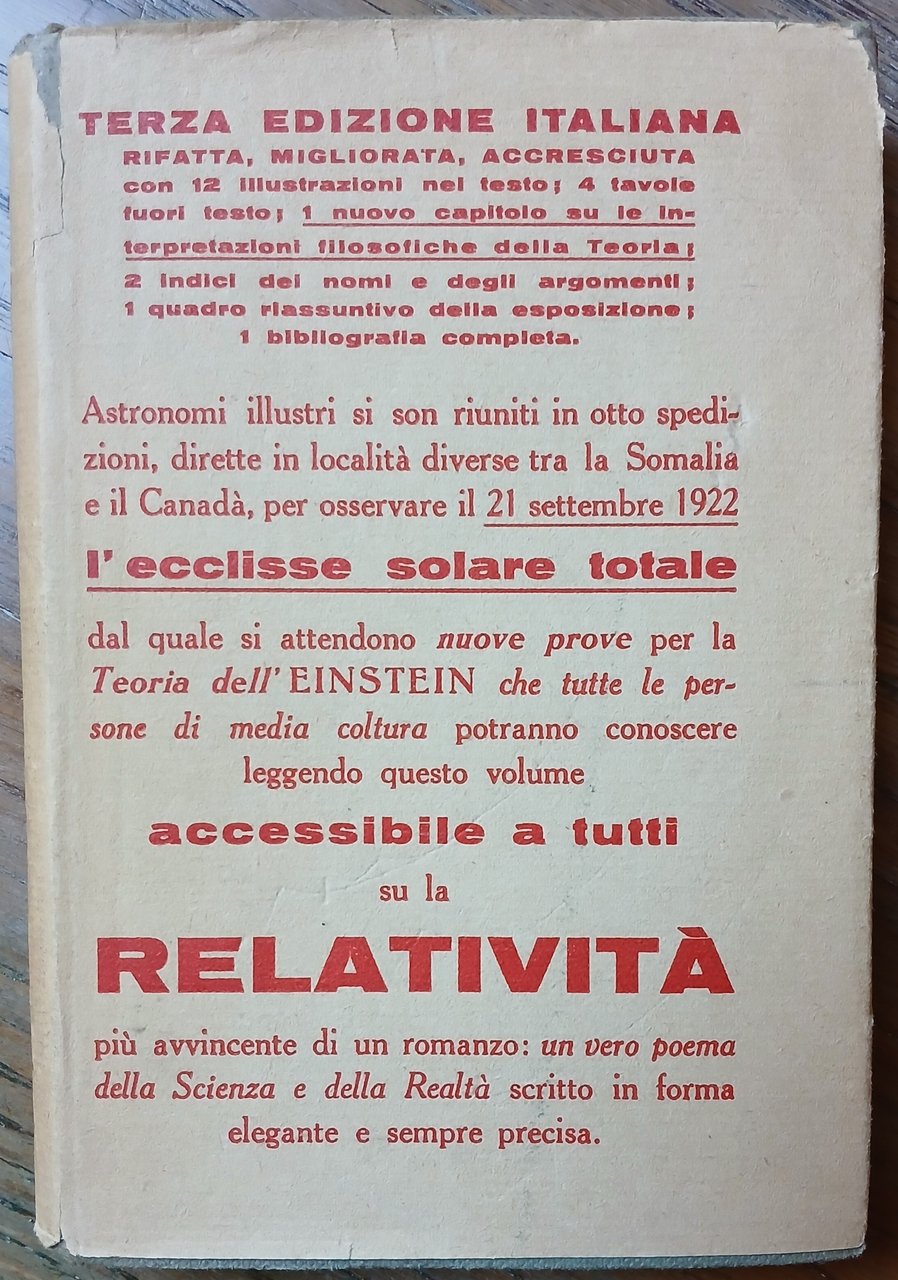 TERZA EDIZIONE ITALIANA
RIFATTA, MIGLIORATA, ACCRESCIUTA
con 12 illustrazioni nel testo; 4 tavole
fuori testo; 1 nuovo capitolo su le in-
terpretazioni filosofiche della Teoria;
2 indici dei nomi e degli argomenti;
1 quadro riassuntivo della esposizione;
1 bibliografia completa.
Astronomi illustri si son riuniti in otto spedi-
zioni, dirette in località diverse tra la Somalia
e il Canadà, per osservare il 21 settembre 1922
l'ecclisse solare totale
dal quale si attendono nuove prove per la
Teoria dell'EINSTEIN che tutte le per-
sone di media coltura potranno conoscere
leggendo questo volume
accessibile a tutti
su la
RELATIVITÀ
più avvincente di un romanzo: un vero poema
della Scienza e della Realtà scritto in forma
elegante e sempre precisa.